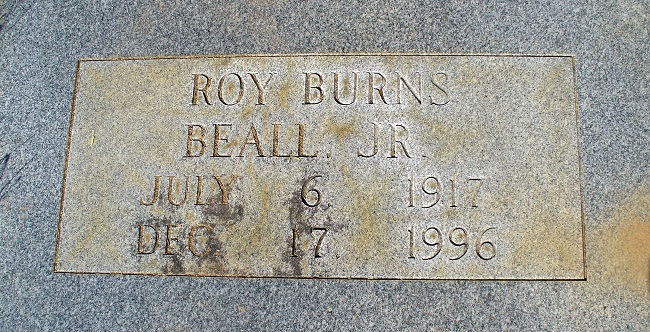 ROY BURNS
BEALL, JR.
JULY 6, 1917
DEC. 17, 1996